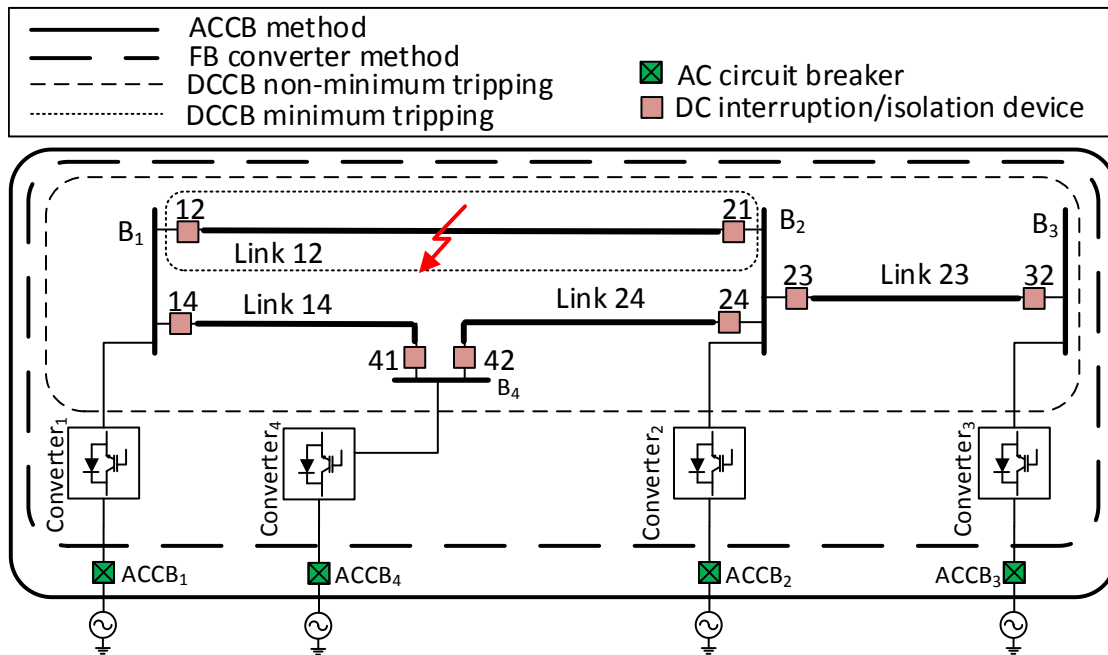 ACCB method
FB converter method
DCCB non-minimum tripping
DCCB minimum tripping
AC circuit breaker
DC interruption/isolation device
B1
12
21
B2
B3
Link 12
14
Link 14
Link 24
24
23
Link 23
32
41
42
B4
Converter1
Converter4
Converter2
Converter3
ACCB1
ACCB4
ACCB2
ACCB3